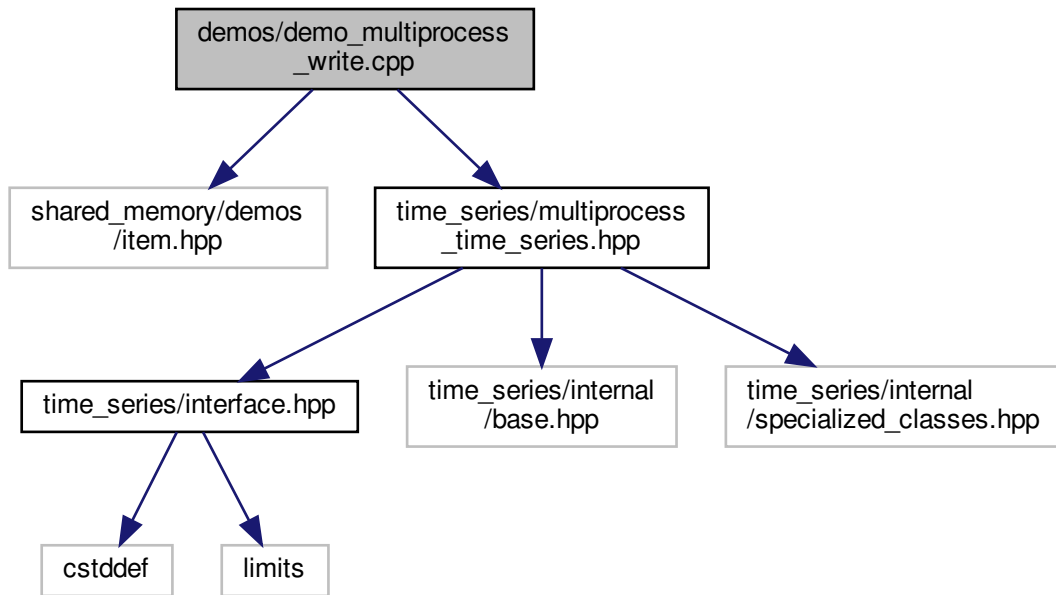 demos/demo_multiprocess
_write.cpp
shared_memory/demos
/item.hpp
time_series/multiprocess
_time_series.hpp
time_series/interface.hpp
time_series/internal
/base.hpp
time_series/internal
/specialized_classes.hpp
cstddef
limits